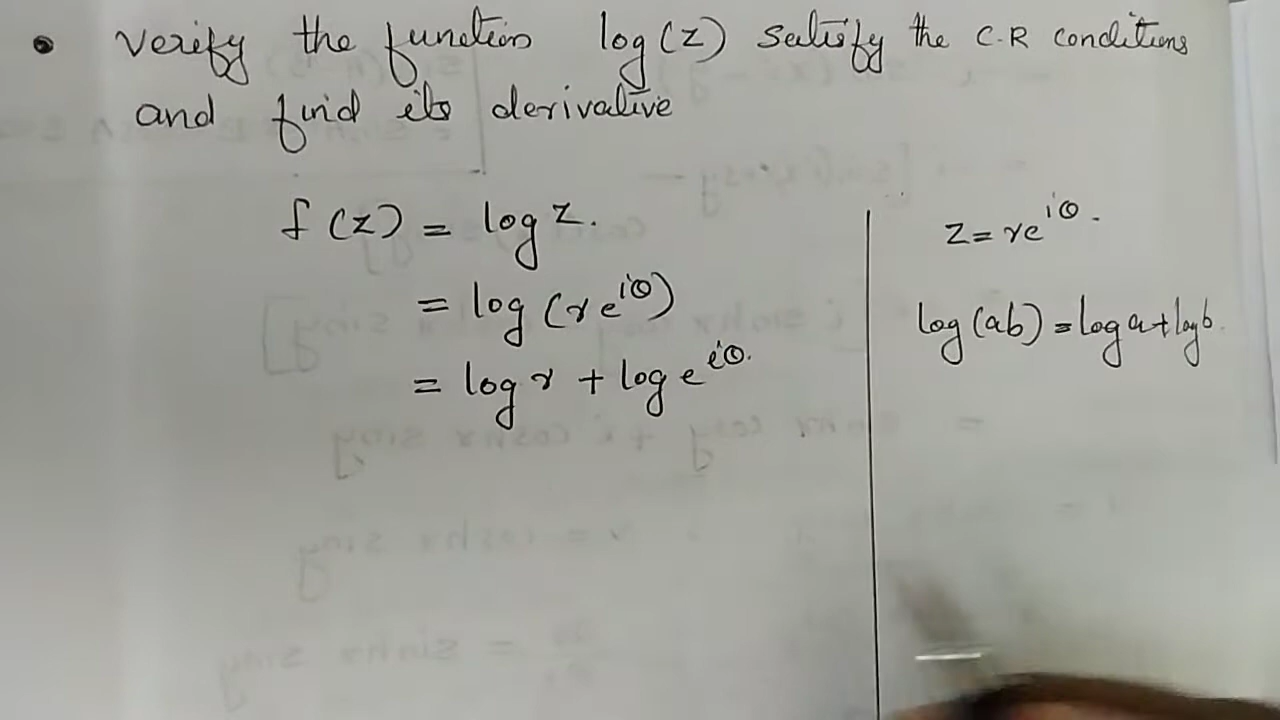 • Verify the function log(z) satisfy the C.R conditions
and find its derivative
f(z) = log z.
= log(re^{iθ})
= log r + log e^{iθ}.
z = re^{iθ}.
log(ab) = log a + log b.